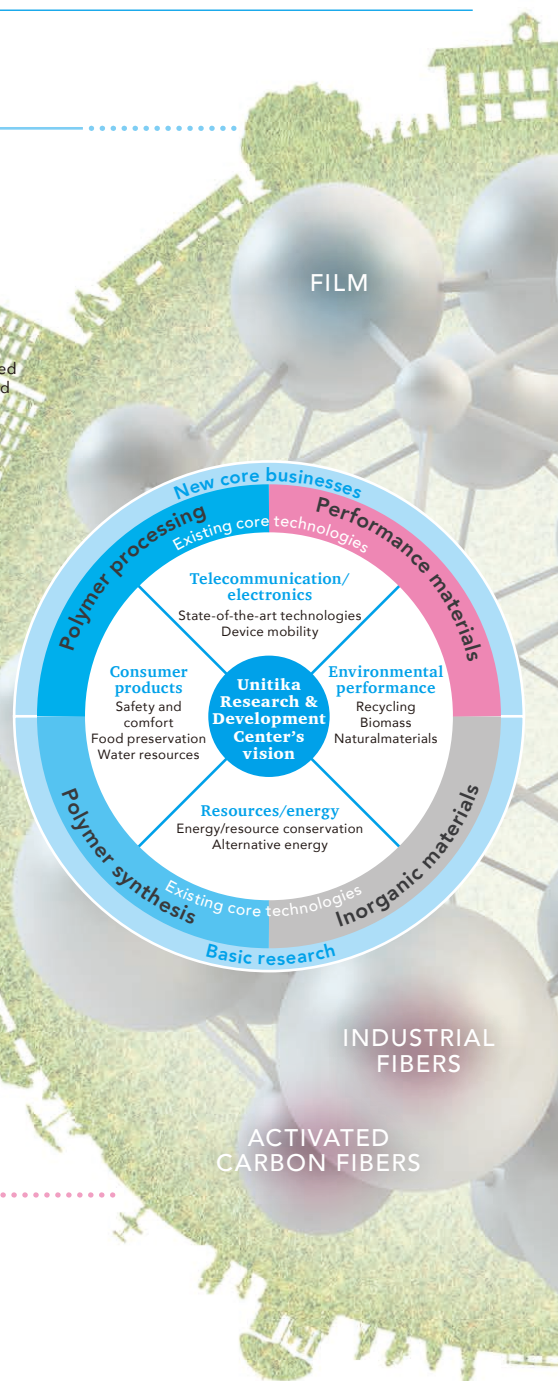 FILM
ed
d
New core businesses
Polymer processing
Existing core technologies
Performance materials
Telecommunication/
electronics
State-of-the-art technologies
Device mobility
Consumer
products
Safety and
comfort
Food preservation
Water resources
Unitika
Research &
Development
Center's
vision
Environmental
performance
Recycling
Biomass
Naturalmaterials
Resources/energy
Energy/resource conservation
Alternative energy
Polymer synthesis
Existing core technologies
Inorganic materials
Basic research
INDUSTRIAL
FIBERS
ACTIVATED
CARBON FIBERS